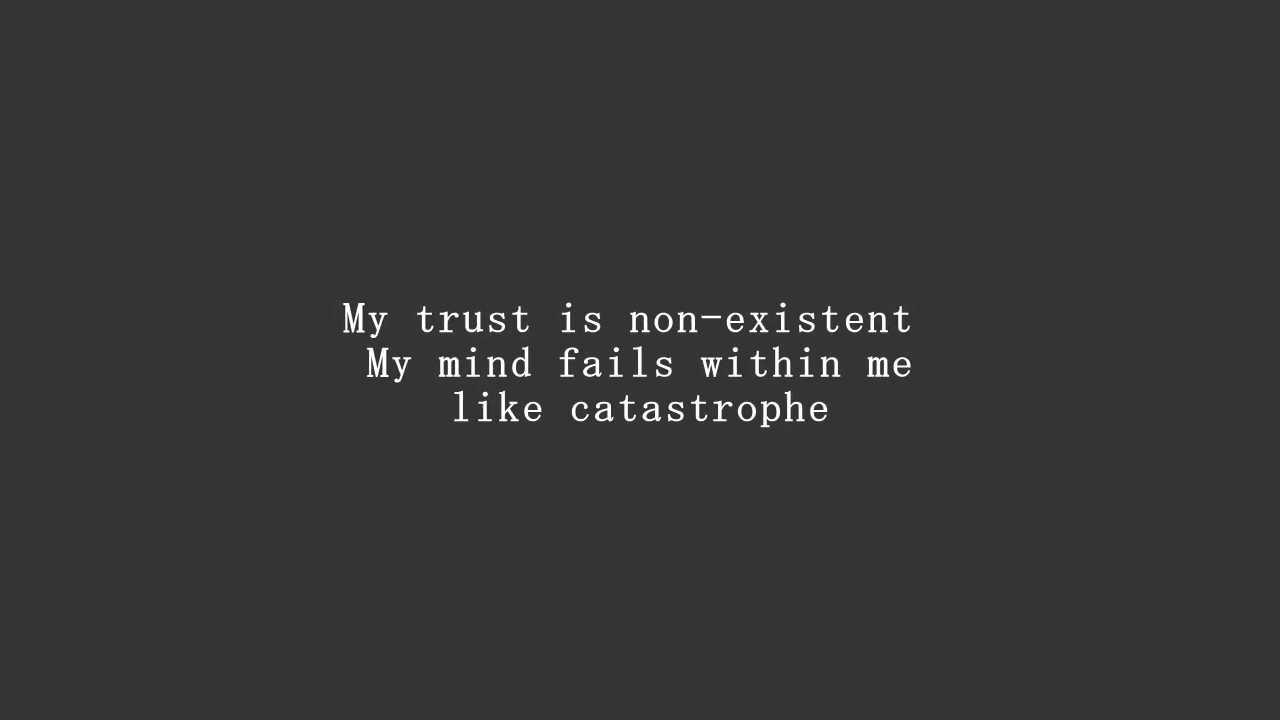 My trust is non-existent
My mind fails within me
like catastrophe